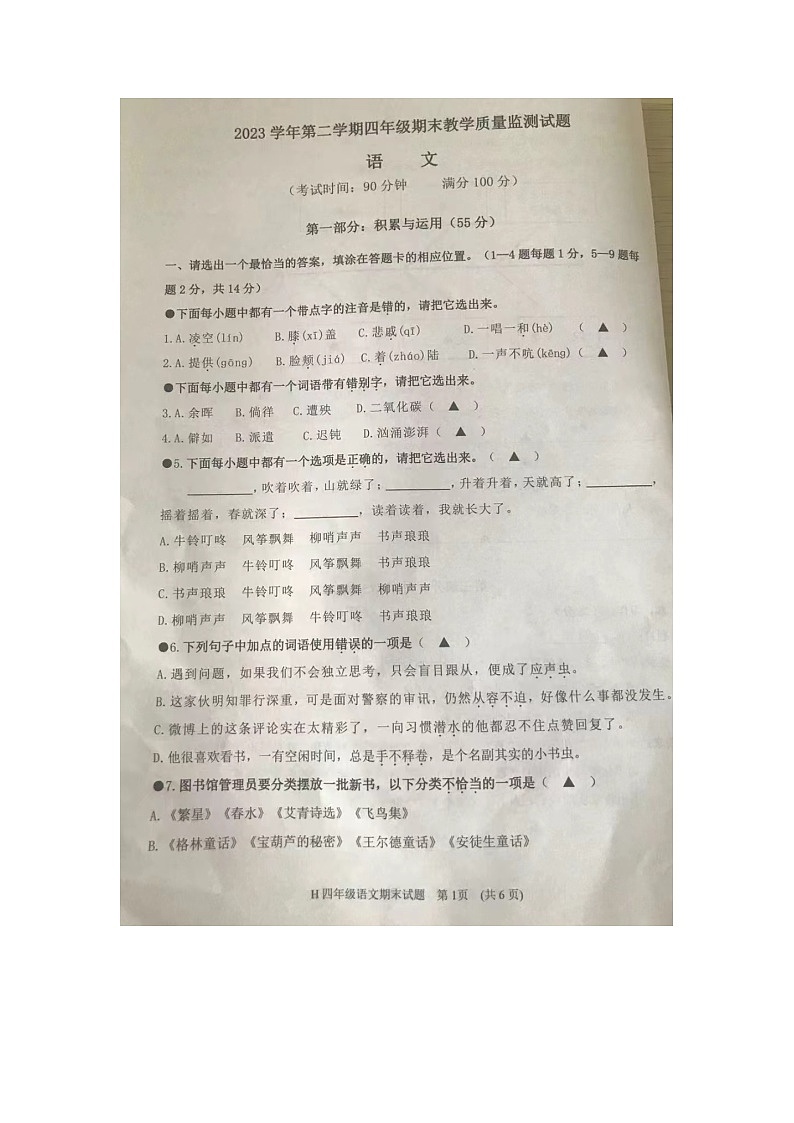 2023 学年第二学期四年级期末教学质量监测试题
语 文
（考试时间：90 分钟 满分 100 分）
第一部分：积累与运用（55 分）
一、请选出一个最恰当的答案，填涂在答题卡的相应位置。（1—4 题每题 1 分，5—9 题每
题 2 分，共 14 分）
●下面每小题中都有一个带点字的注音是错的，请把它选出来。
1.A.凌空(lín) B.膝(xī)盖 C.悲戚(qī) D.一唱一和(hè) （ ▲ ）
2.A.提供(gōng) B.脸颊(jiá) C.着(zháo)陆 D.一声不吭(kēng)（ ▲ ）
●下面每小题中都有一个词语带有错别字，请把它选出来。
3.A.余晖 B.倘徉 C.遭殃 D.二氧化碳（ ▲ ）
4.A.僻如 B.派遣 C.迟钝 D.汹涌澎湃（ ▲ ）
●5.下面每小题中都有一个选项是正确的，请把它选出来。（ ▲ ）
__________，吹着吹着，山就绿了；__________，升着升着，天就高了；__________，
摇着摇着，春就深了；__________，读着读着，我就长大了。
A.牛铃叮咚 风筝飘舞 柳哨声声 书声琅琅
B.柳哨声声 牛铃叮咚 风筝飘舞 书声琅琅
C.书声琅琅 牛铃叮咚 风筝飘舞 柳哨声声
D.柳哨声声 风筝飘舞 牛铃叮咚 书声琅琅
●6.下列句子中加点的词语使用错误的一项是（ ▲ ）
A.遇到问题，如果我们不会独立思考，只会盲目跟从，便成了应声虫。
B.这家伙明知罪行深重，可是面对警察的审讯，仍然从容不迫，好像什么事都没发生。
C.微博上的这条评论实在太精彩了，一向习惯潜水的他都忍不住点赞回复了。
D.他很喜欢看书，一有空闲时间，总是手不释卷，是个名副其实的小书虫。
●7.图书馆管理员要分类摆放一批新书，以下分类不恰当的一项是（ ▲ ）
A.《繁星》《春水》《艾青诗选》《飞鸟集》
B.《格林童话》《宝葫芦的秘密》《王尔德童话》《安徒生童话》
H 四年级语文期末试题 第 1页 (共 6 页)